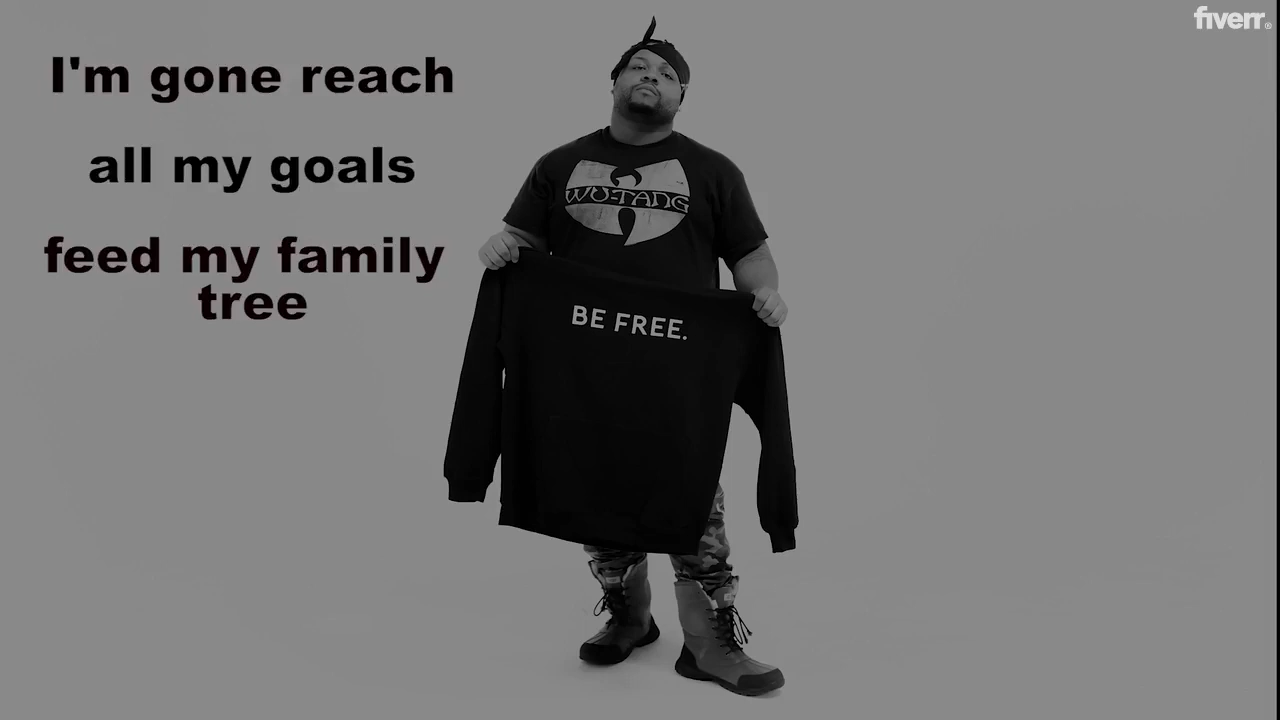 fiverr®
I'm gone reach
all my goals
feed my family
tree
WU-TANG
BE FREE.